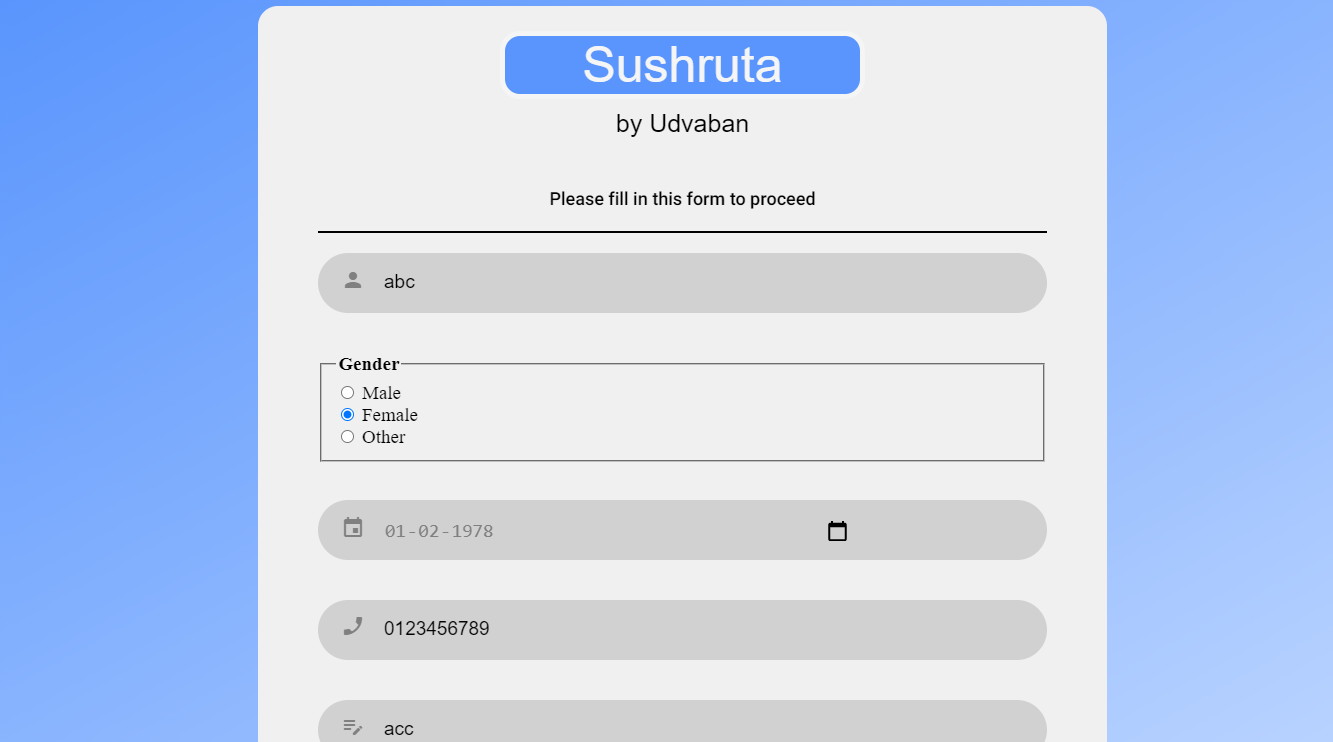 Sushruta
by Udvaban
Please fill in this form to proceed
abc
Gender
Male
Female
Other
01-02-1978
0123456789
acc